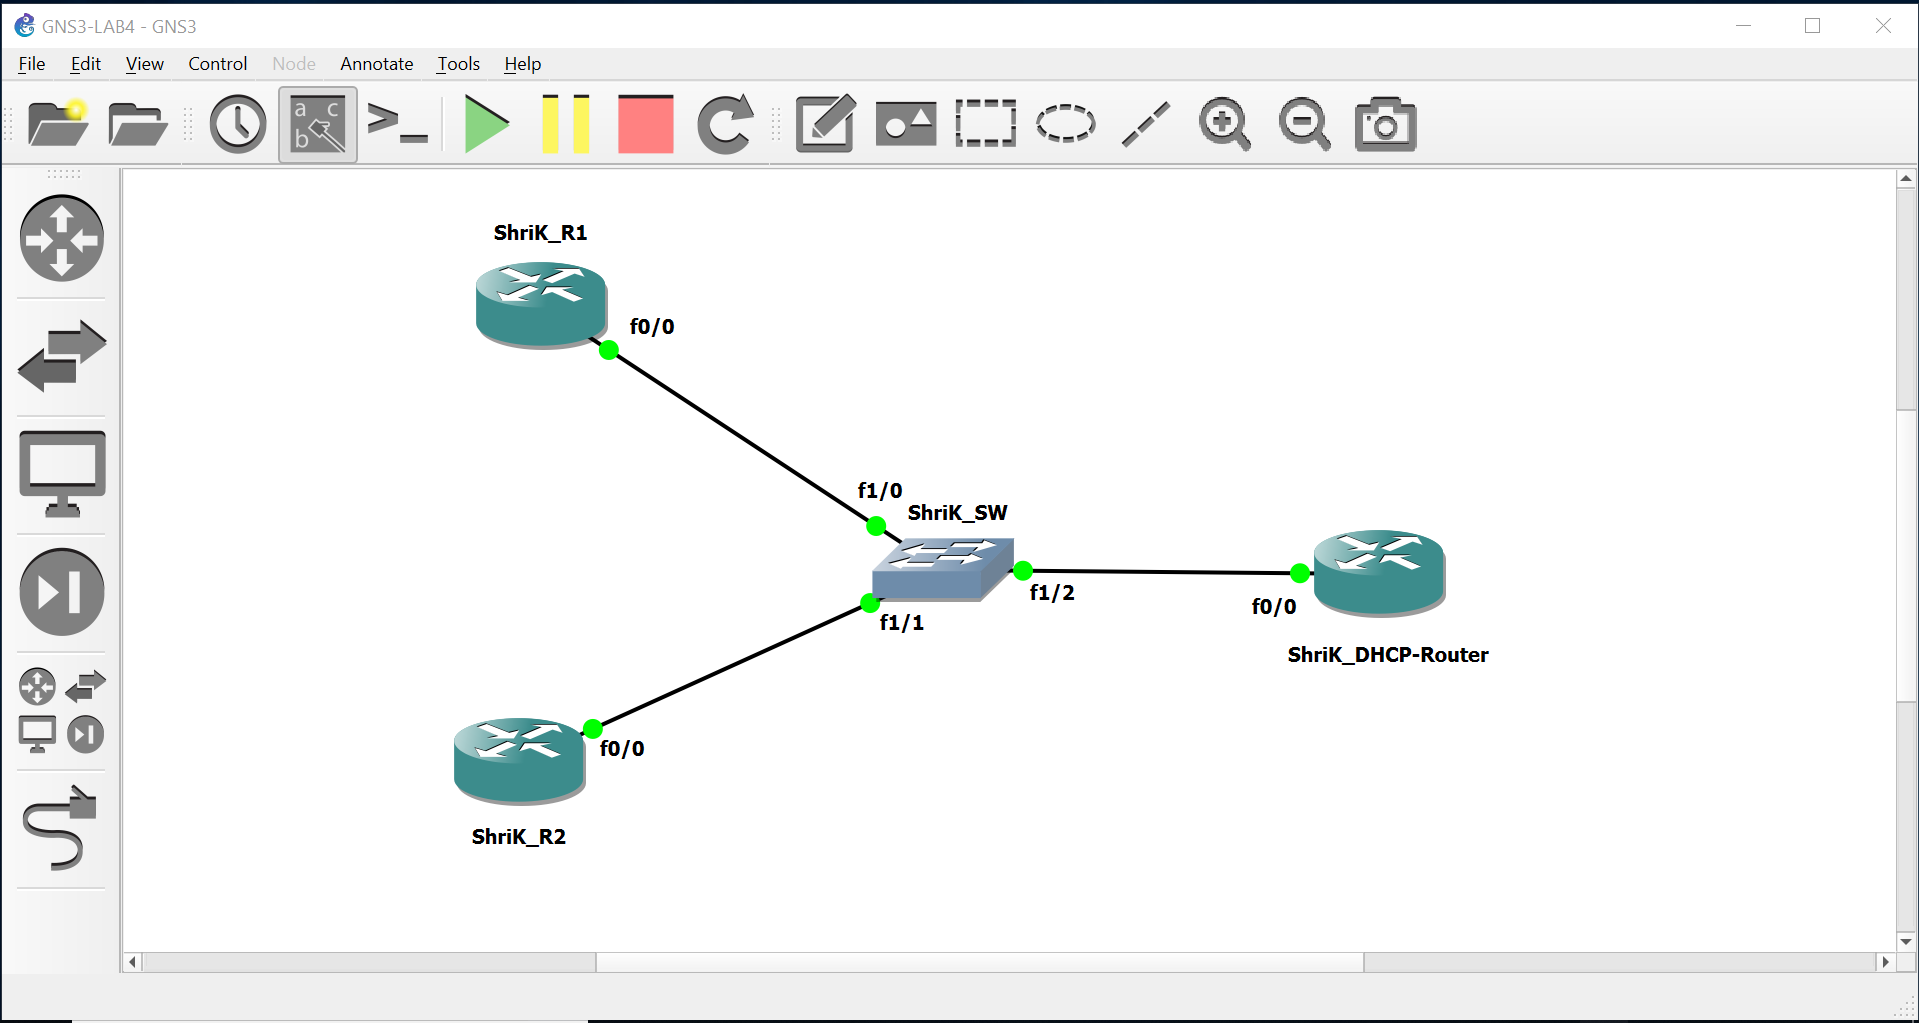 GNS3-LAB4 - GNS3
File Edit View Control Node Annotate Tools Help
a c
b
>_
ShriK_R1
f0/0
f1/0
ShriK_SW
f1/2
f0/0
f1/1
ShriK_DHCP-Router
f0/0
ShriK_R2